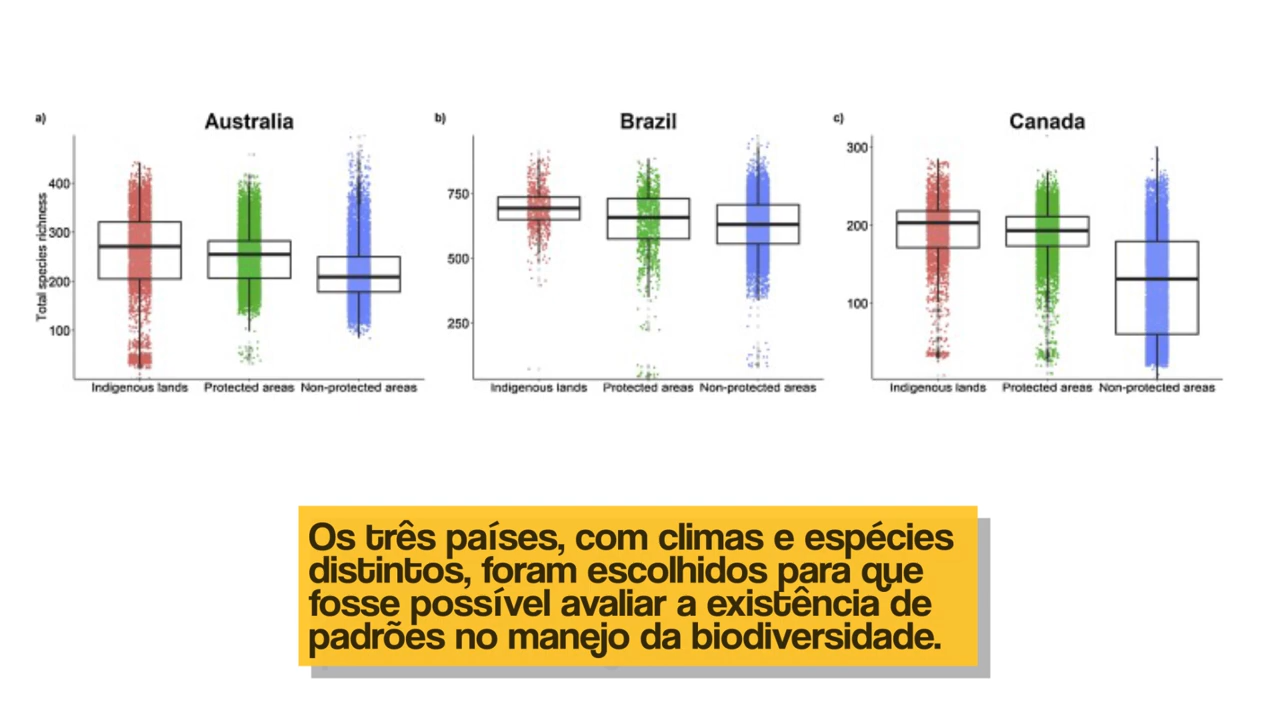 a)
Australia
Total species richness
400
300
200
100
Indigenous lands
Protected areas
Non-protected areas
b)
Brazil
750
500
250
Indigenous lands
Protected areas
Non-protected areas
c)
Canada
300
200
100
Indigenous lands
Protected areas
Non-protected areas
Os três países, com climas e espécies
distintos, foram escolhidos para que
fosse possível avaliar a existência de
padrões no manejo da biodiversidade.